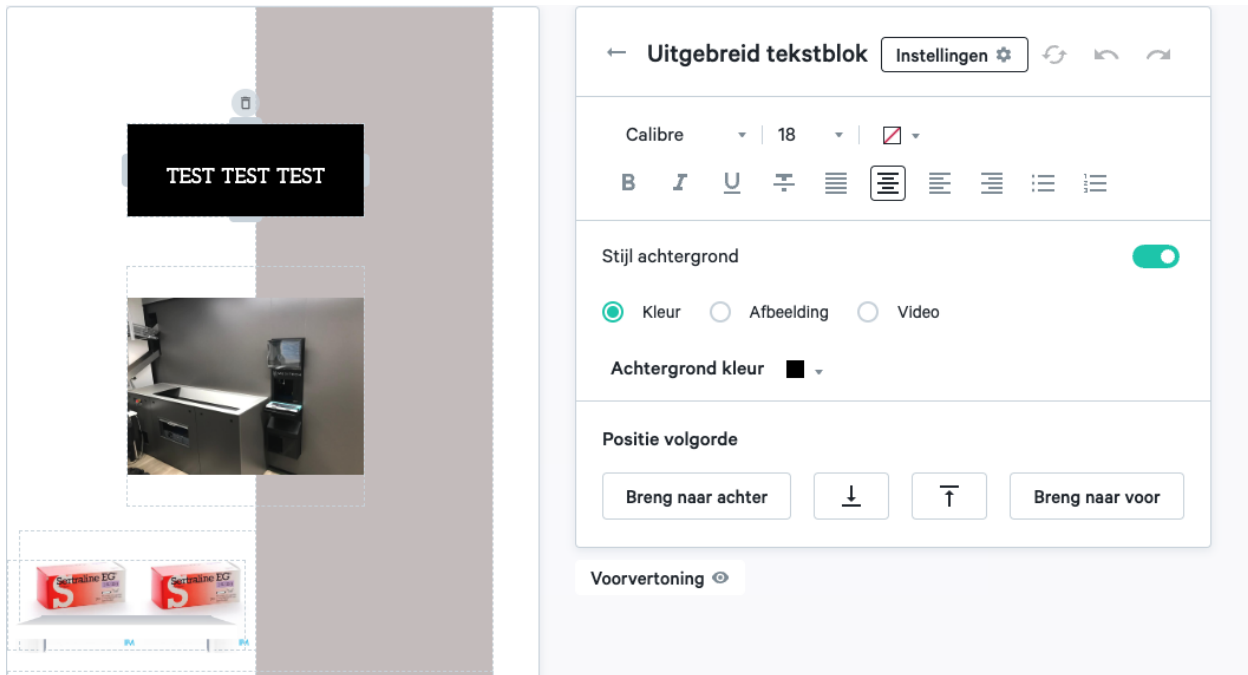 Uitgebreid tekstblok
Instellingen
Calibre
18
B I U
Stijl achtergrond
Kleur
Afbeelding
Video
Achtergrond kleur
Positie volgorde
Breng naar achter
Breng naar voor
Voorvertoning
TEST TEST TEST
Sertraline EG
S
Sertraline EG
S